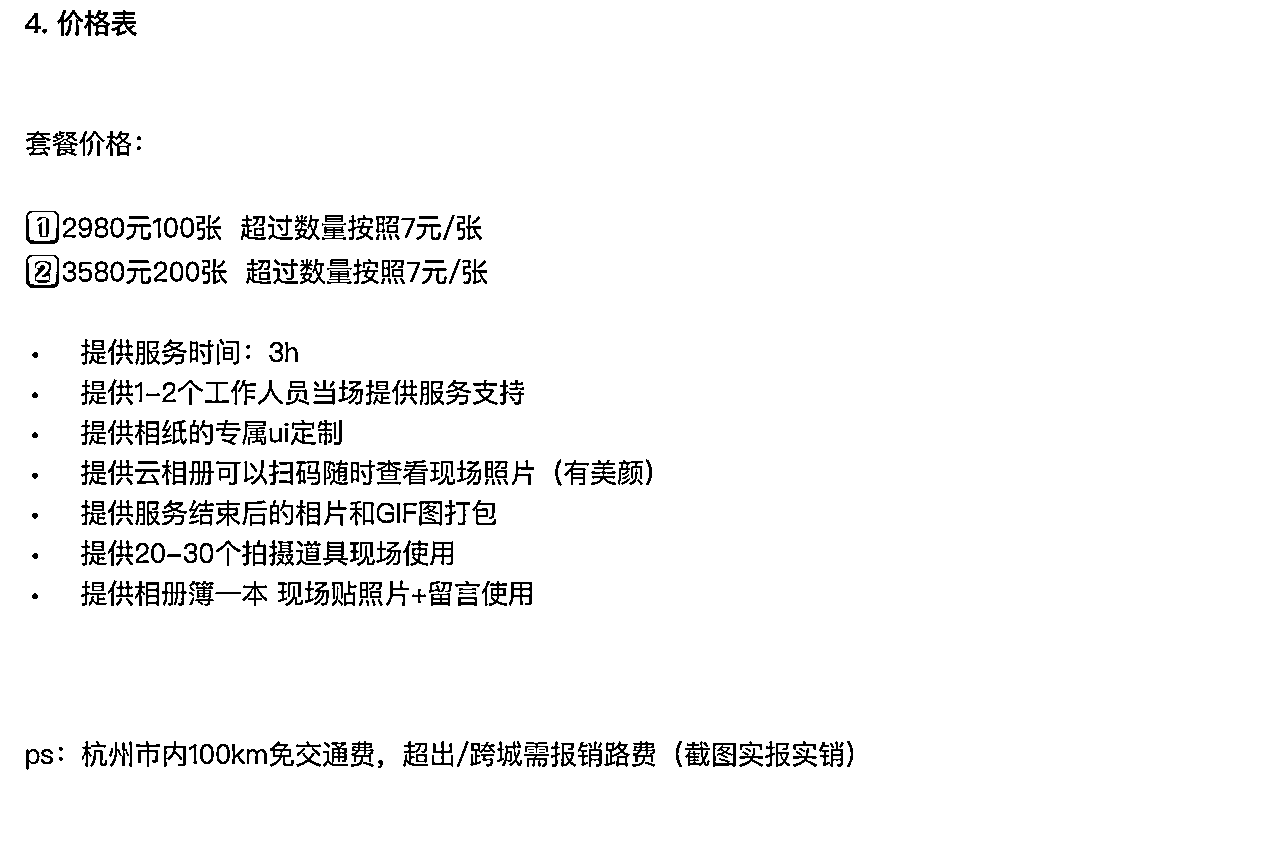 4. 价格表
套餐价格：
1️⃣2980元100张  超过数量按照7元/张
2️⃣3580元200张  超过数量按照7元/张
• 提供服务时间：3h
• 提供1-2个工作人员当场提供服务支持
• 提供相纸的专属ui定制
• 提供云相册可以扫码随时查看现场照片（有美颜）
• 提供服务结束后的相片和GIF图打包
• 提供20-30个拍摄道具现场使用
• 提供相册簿一本 现场贴照片+留言使用
ps：杭州市内100km免交通费，超出/跨城需报销路费（截图实报实销）